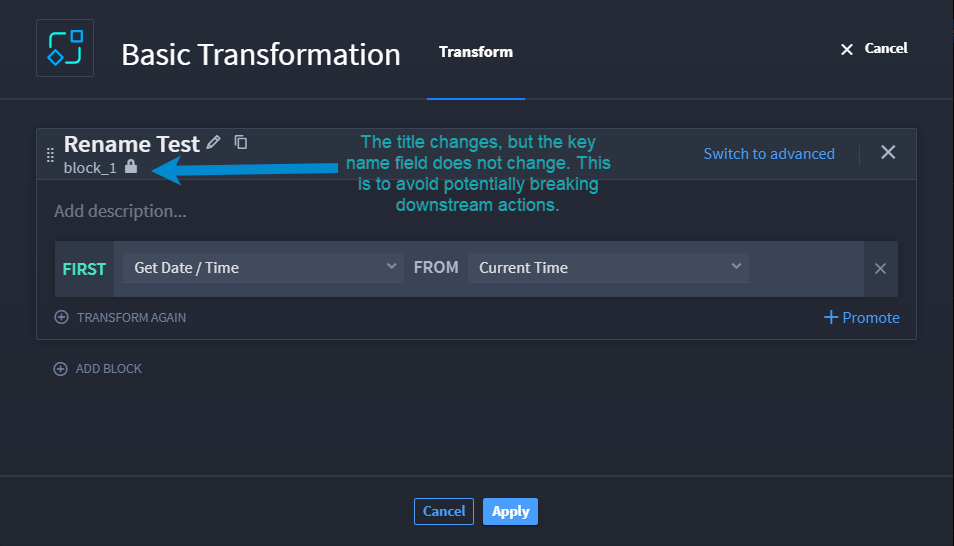 Basic Transformation
Transform
Cancel
Rename Test
block_1
The title changes, but the key
name field does not change. This
is to avoid potentially breaking
downstream actions.
Switch to advanced
Add description...
FIRST Get Date / Time FROM Current Time
TRANSFORM AGAIN
Promote
ADD BLOCK
Cancel Apply